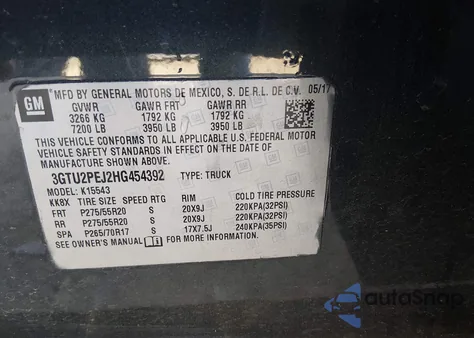 GM
MFD BY GENERAL MOTORS DE MEXICO, S. DE R.L. DE C.V. 05/17
GVWR GAWR FRT GAWR RR
3266 KG 1792 KG 1792 KG
7200 LB 3950 LB 3950 LB
THIS VEHICLE CONFORMS TO ALL APPLICABLE U.S. FEDERAL MOTOR
VEHICLE SAFETY STANDARDS IN EFFECT ON THE DATE OF
MANUFACTURE SHOWN ABOVE.
3GTU2PEJ2HG454392 TYPE: TRUCK
MODEL: K15543
KK8X TIRE SIZE SPEED RTG RIM COLD TIRE PRESSURE
FRT P275/55R20 S 20X9J 220KPA(32PSI)
RR P275/55R20 S 20X9J 220KPA(32PSI)
SPA P265/70R17 S 17X7.5J 240KPA(35PSI)
SEE OWNER'S MANUAL FOR MORE INFORMATION.
autoSnap